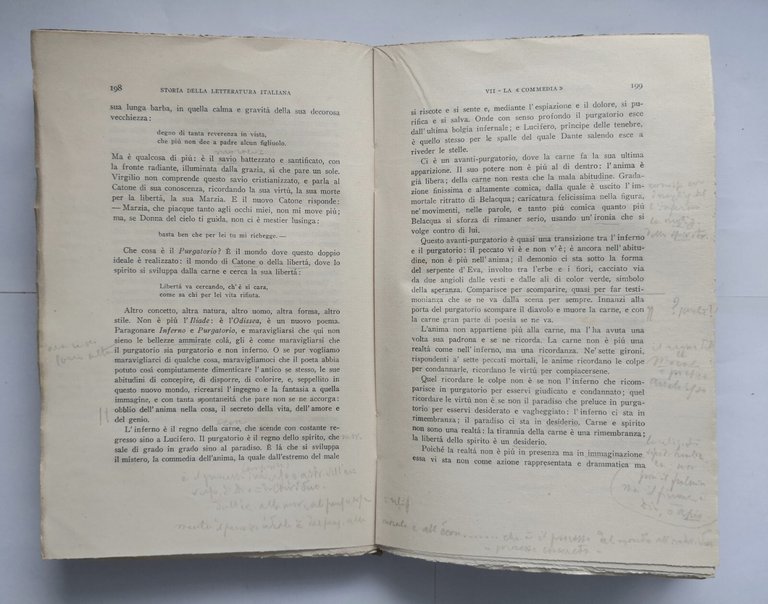 198
STORIA DELLA LETTERATURA ITALIANA
sua lunga barba, in quella calma e gravità della sua decorosa
vecchiezza:
degno di tanta reverenza in vista,
che più non dee a padre alcun figliuolo.
Ma è qualcosa di più: è il savio battezzato e santificato, con
la fronte radiante, illuminata dalla grazia, sì che pare un sole.
Virgilio non comprende questo savio cristianizzato, e parla al
Catone di sua conoscenza, ricordando la sua virtù, la sua morte
per la libertà, la sua Marzia. E il nuovo Catone risponde:
— Marzia, che piacque tanto agli occhi miei, non mi move più;
ma, se Donna del cielo ti guida, non ci è mestier lusinga:
basta ben che per lei tu mi richegge. —
Che cosa è il Purgatorio? È il mondo dove questo doppio
ideale è realizzato: il mondo di Catone o della libertà, dove lo
spirito si sviluppa dalla carne e cerca la sua libertà:
Libertà va cercando, ch'è sì cara,
come sa chi per lei vita rifiuta.
Altro concetto, altra natura, altro uomo, altra forma, altro
stile. Non è più l'Iliade: è l'Odissea, è un nuovo poema.
Paragonare Inferno e Purgatorio, e maravigliarsi che qui non
sieno le bellezze ammirate colà, gli è come maravigliarsi che
il purgatorio sia purgatorio e non inferno. O se pur vogliamo
maravigliarci di qualche cosa, maravigliamoci che il poeta abbia
potuto così compiutamente dimenticare l'antico se stesso, le sue
abitudini di concepire, di disporre, di colorire, e, seppellito in
questo nuovo mondo, ricrearsi l'ingegno e la fantasia a quella
immagine, e con tanta spontaneità che pare non se ne accorga:
obblio dell'anima nella cosa, il secreto della vita, dell'amore e
del genio.
L'inferno è il regno della carne, che scende con costante re-
gresso sino a Lucifero. Il purgatorio è il regno dello spirito, che
sale di grado in grado sino al paradiso. È là che si sviluppa
il mistero, la commedia dell'anima, la quale dall'estremo del male
VII - LA « COMMEDIA »
199
si riscote e si sente e, mediante l'espiazione e il dolore, si pu-
rifica e si salva. Onde con senso profondo il purgatorio esce
dall'ultima bolgia infernale; e Lucifero, principe delle tenebre,
è quello stesso per le spalle del quale Dante salendo esce a
riveder le stelle.
Ci è un avanti-purgatorio, dove la carne fa la sua ultima
apparizione. Il suo potere non è più al di dentro: l'anima è
già libera; della carne non resta che la mala abitudine. Grada-
zione finissima e altamente comica, dalla quale è uscito l'im-
mortale ritratto di Belacqua; caricatura felicissima nella figura,
ne' movimenti, nelle parole, e tanto più comica quanto più
Belacqua si sforza di rimaner serio, usando un'ironia che si
volge contro di lui.
Questo avanti-purgatorio è quasi una transizione tra l'inferno
e il purgatorio: il peccato vi è e non v'è; è ancora nell'abitu-
dine, non è più nell'anima; il demonio ci sta sotto la forma
del serpente d'Eva, involto tra l'erbe e i fiori, cacciato via
da due angioli dalle vesti e dalle ali di color verde, simbolo
della speranza. Comparisce per scomparire, quasi per far testi-
monianza che se ne va dalla scena per sempre. Innanzi alla
porta del purgatorio scompare il diavolo e muore la carne, e con
la carne gran parte di poesia se ne va.
L'anima non appartiene più alla carne, ma l'ha avuta una
volta sua padrona e se ne ricorda. La carne non è più una
realtà come nell'inferno, ma una ricordanza. Ne' sette gironi,
rispondenti a' sette peccati mortali, le anime ricordano le colpe
per condannarle, ricordano le virtù per compiacersene.
Quel ricordare le colpe non è se non l'inferno che ricom-
parisce in purgatorio per esservi giudicato e condannato; quel
ricordare le virtù non è se non il paradiso che preluce in purga-
torio per esservi desiderato e vagheggiato: l'inferno ci sta in
rimembranza; il paradiso ci sta in desiderio. Carne e spirito
non sono una realtà: la tirannia della carne è una rimembranza;
la libertà dello spirito è un desiderio.
Poiché la realtà non è più in presenza ma in immaginazione
essa vi sta non come azione rappresentata e drammatica ma